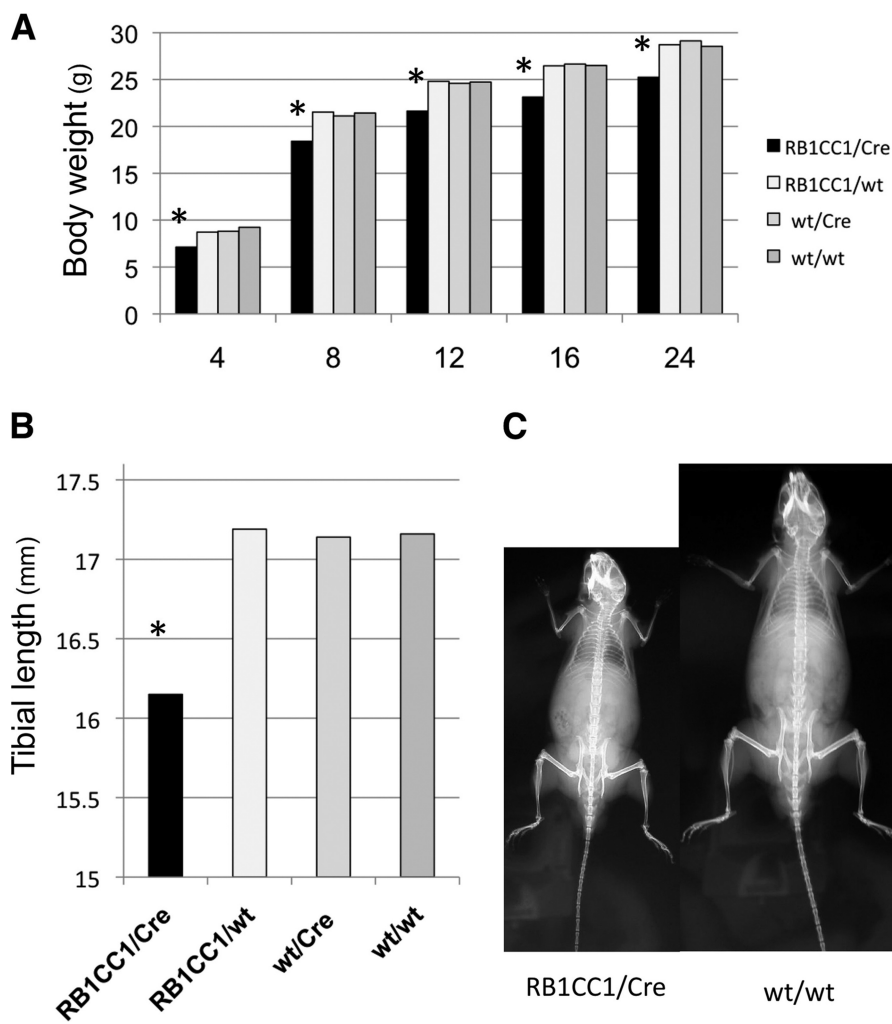 A
Body weight (g)
30
25
20
15
10
5
0
*
*
*
*
*
4 8 12 16 24
RB1CC1/Cre
RB1CC1/wt
wt/Cre
wt/wt
B
Tibial length (mm)
17.5
17
16.5
16
15.5
15
*
RB1CC1/Cre
RB1CC1/wt
wt/Cre
wt/wt
C
RB1CC1/Cre
wt/wt